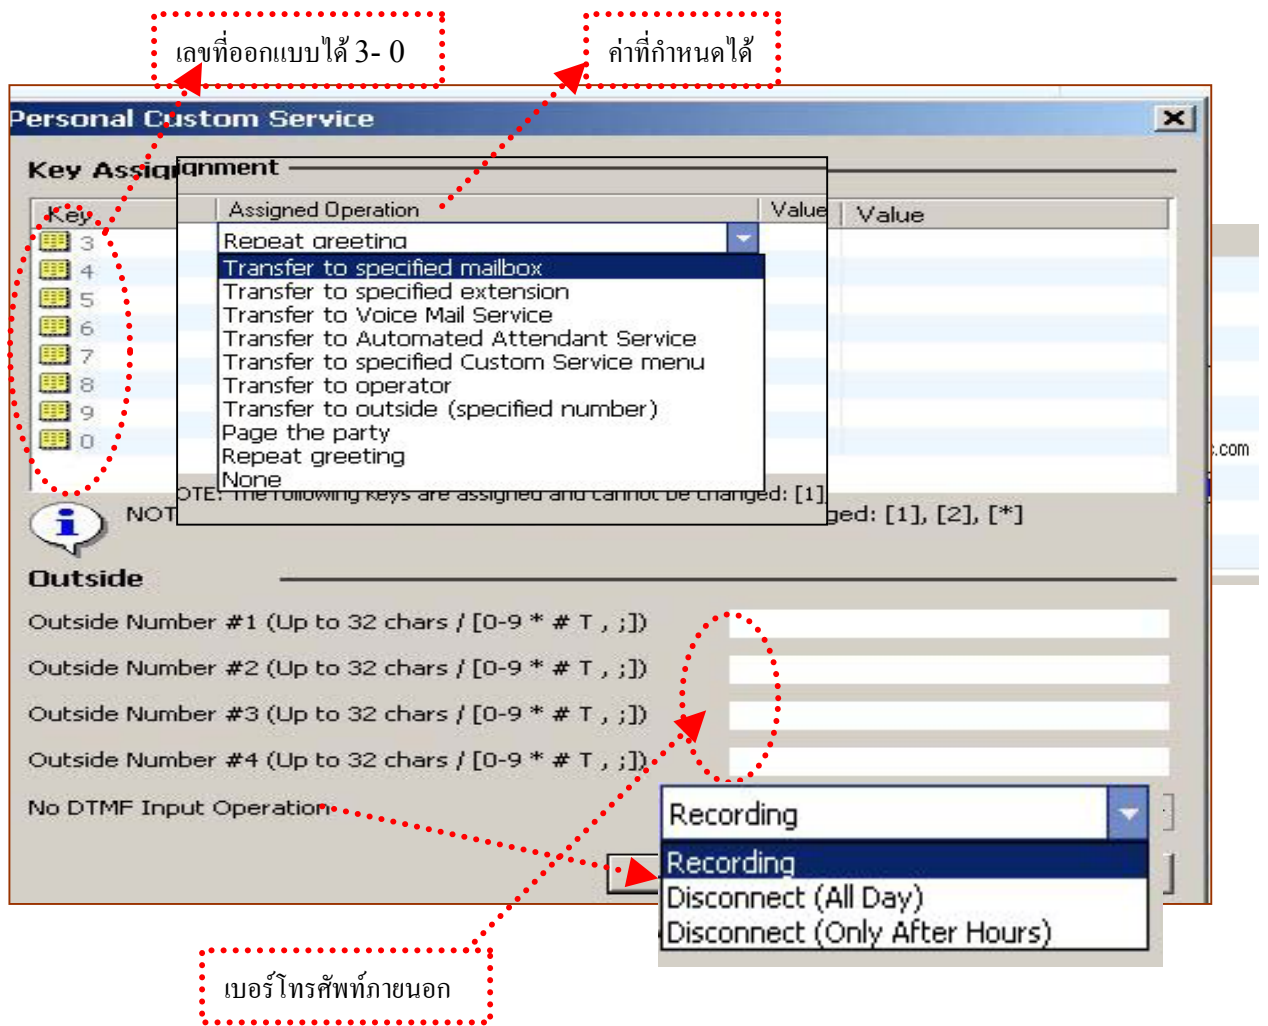 เลขที่ออกแบบได้ 3- 0
ค่าที่กำหนดได้
Personal Custom Service
Key Assig
gnment
Key
Assigned Operation
Value
Value
3
4
5
6
7
8
9
0
Repeat greeting
Transfer to specified mailbox
Transfer to specified extension
Transfer to Voice Mail Service
Transfer to Automated Attendant Service
Transfer to specified Custom Service menu
Transfer to operator
Transfer to outside (specified number)
Page the party
Repeat greeting
None
OTE: The following keys are assigned and cannot be changed: [1]
NOT
ged: [1], [2], [*]
.com
Outside
Outside Number #1 (Up to 32 chars / [0-9 * # T , ;])
Outside Number #2 (Up to 32 chars / [0-9 * # T , ;])
Outside Number #3 (Up to 32 chars / [0-9 * # T , ;])
Outside Number #4 (Up to 32 chars / [0-9 * # T , ;])
No DTMF Input Operation
Recording
Recording
Disconnect (All Day)
Disconnect (Only After Hours)
เบอร์โทรศัพท์ภายนอก